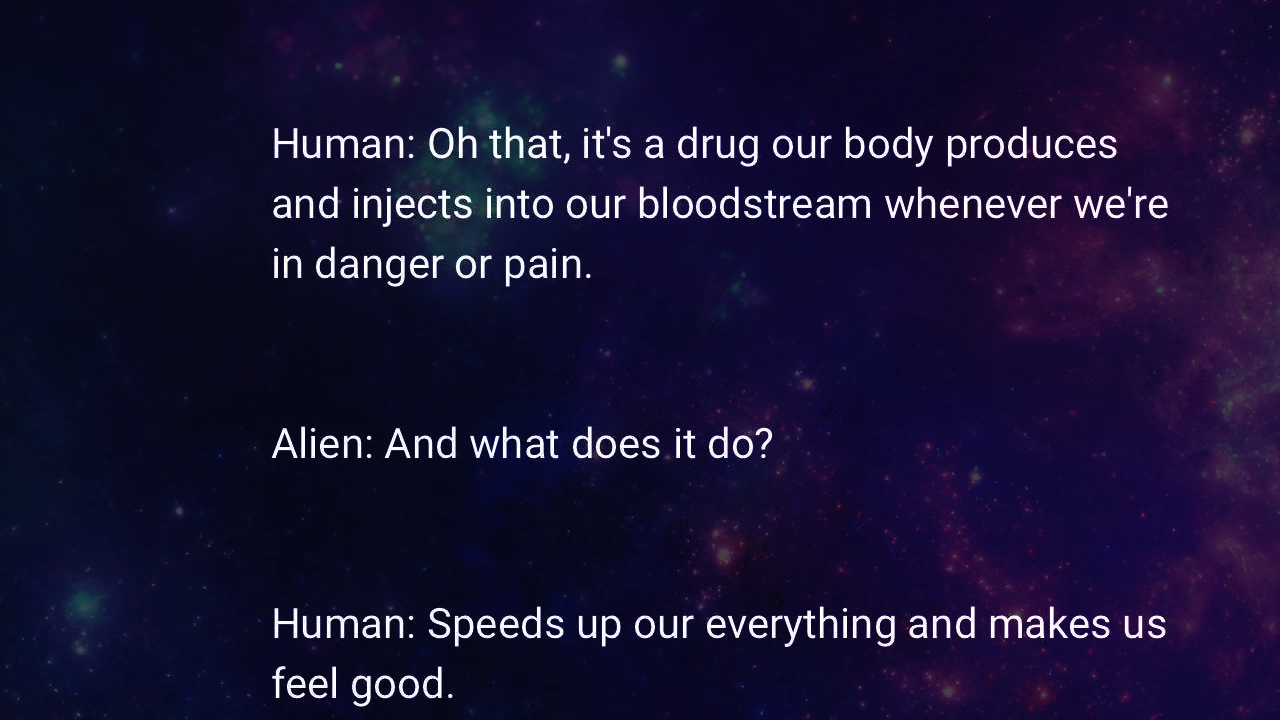 Human: Oh that, it's a drug our body produces
and injects into our bloodstream whenever we're
in danger or pain.
Alien: And what does it do?
Human: Speeds up our everything and makes us
feel good.